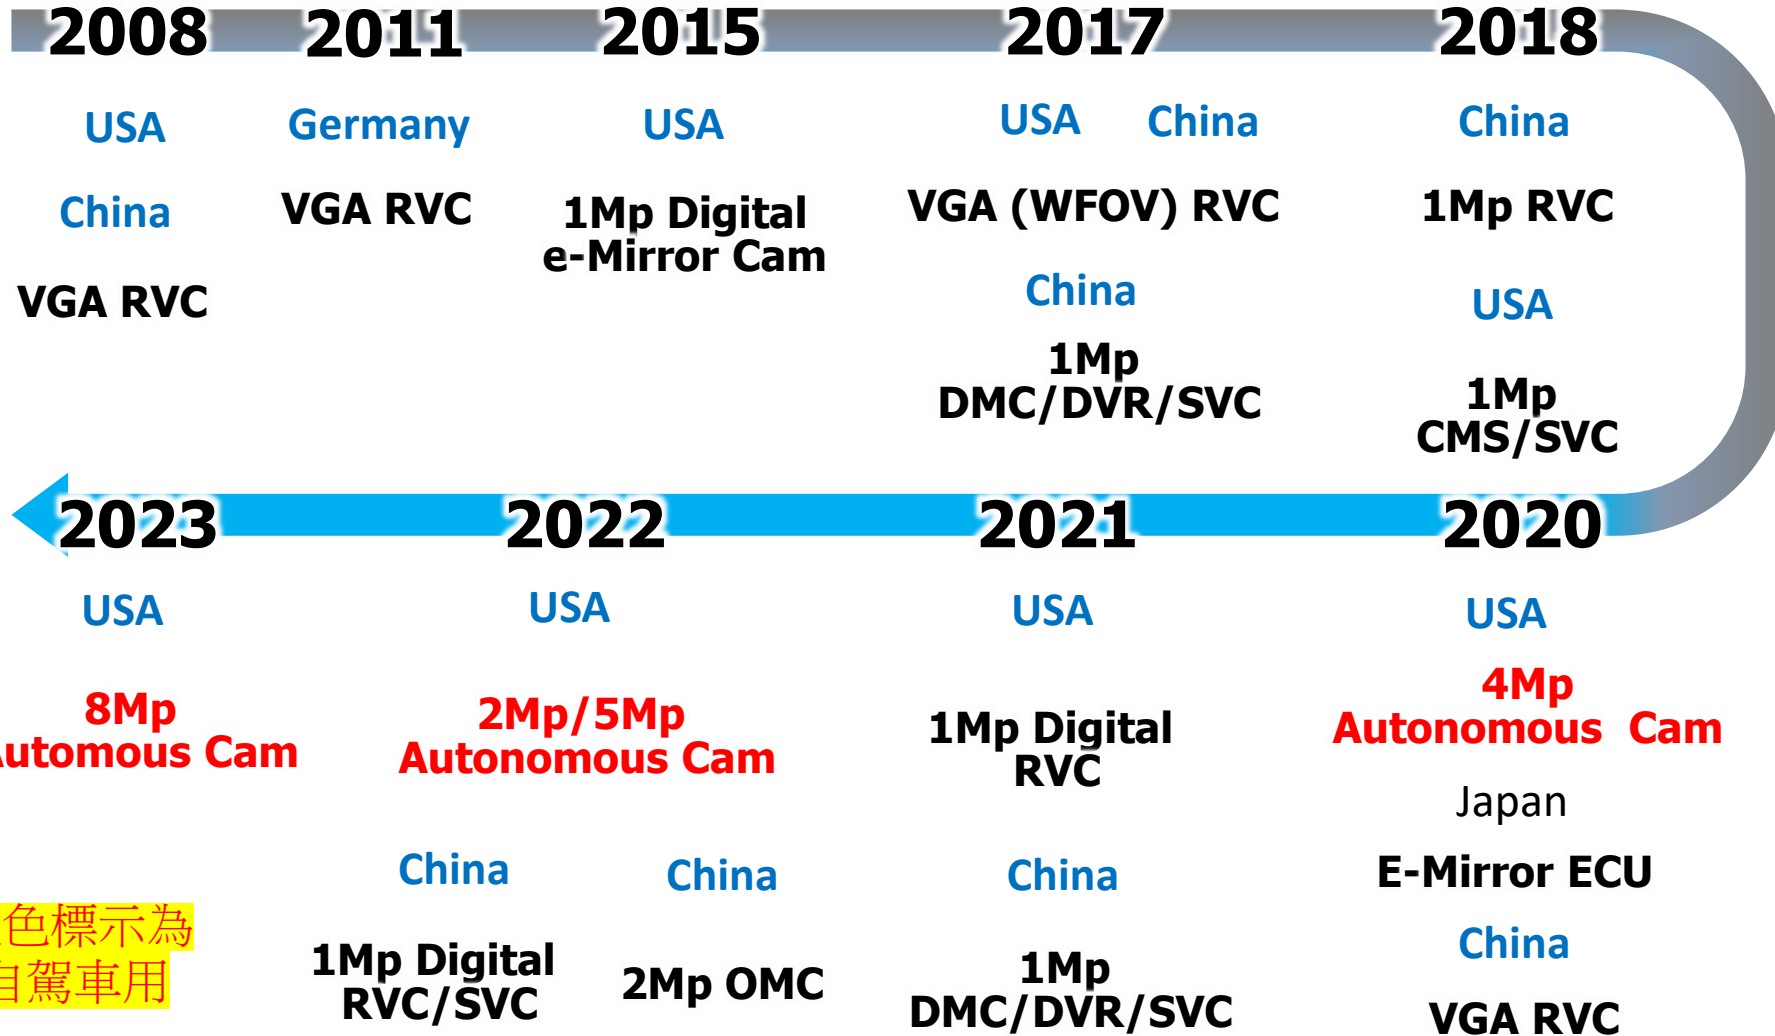 2008 2011 2015 2017 2018
USA
China
VGA RVC
Germany
VGA RVC
USA
1Mp Digital
e-Mirror Cam
USA China
VGA (WFOV) RVC
China
1Mp
DMC/DVR/SVC
China
1Mp RVC
USA
1Mp
CMS/SVC
2023 2022 2021 2020
USA
8Mp
Automous Cam
色標示為
自駕車用
USA
2Mp/5Mp
Autonomous Cam
China
1Mp Digital
RVC/SVC
China
2Mp OMC
USA
1Mp Digital
RVC
China
1Mp
DMC/DVR/SVC
USA
4Mp
Autonomous Cam
Japan
E-Mirror ECU
China
VGA RVC